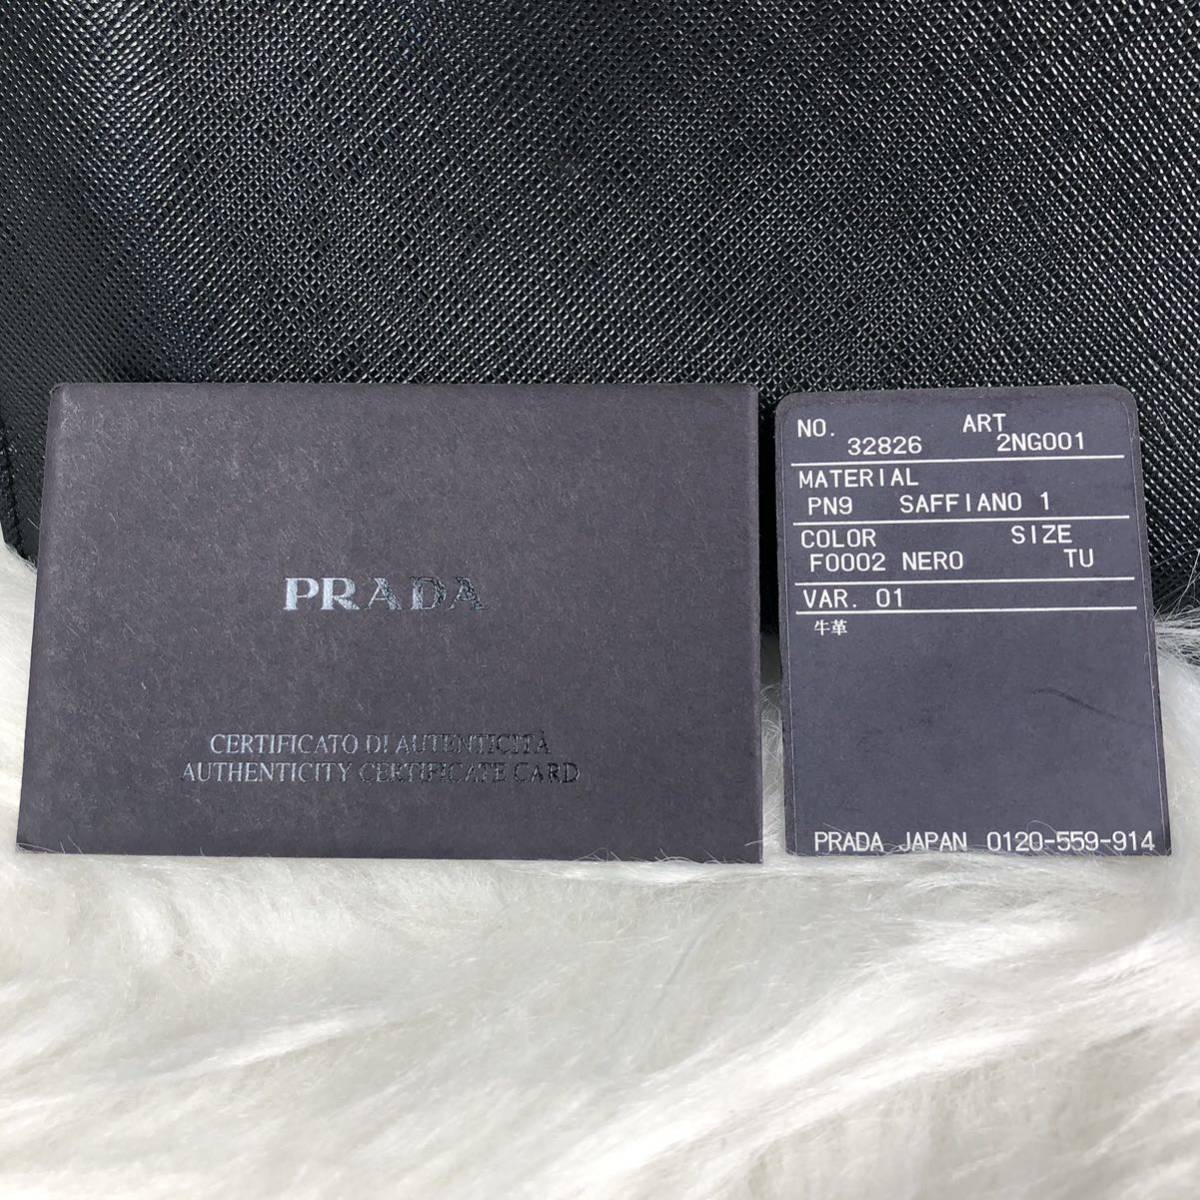 PRADA
CERTIFICATO DI AUTENTICITÀ
AUTHENTICITY CERTIFICATE CARD
NO. ART
32826 2NG001
MATERIAL
PN9 SAFFIANO 1
COLOR SIZE
F0002 NERO TU
VAR. 01
牛革
PRADA JAPAN 0120-559-914